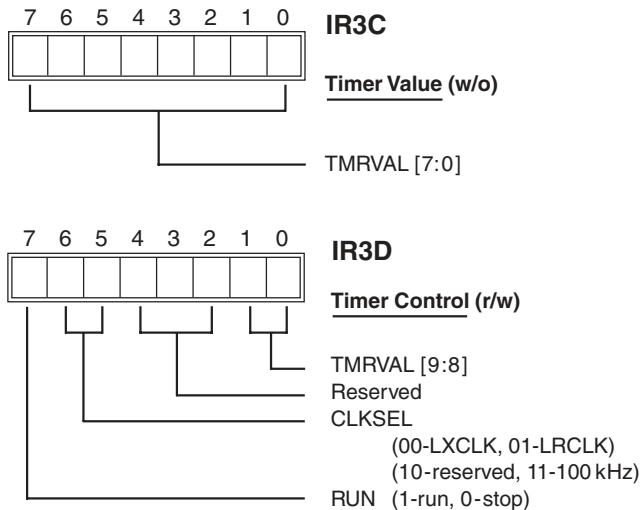 7 6 5 4 3 2 1 0
IR3C
Timer Value (w/o)
TMRVAL [7:0]
7 6 5 4 3 2 1 0
IR3D
Timer Control (r/w)
TMRVAL [9:8]
Reserved
CLKSEL
(00-LXCLK, 01-LRCLK)
(10-reserved, 11-100 kHz)
RUN (1-run, 0-stop)